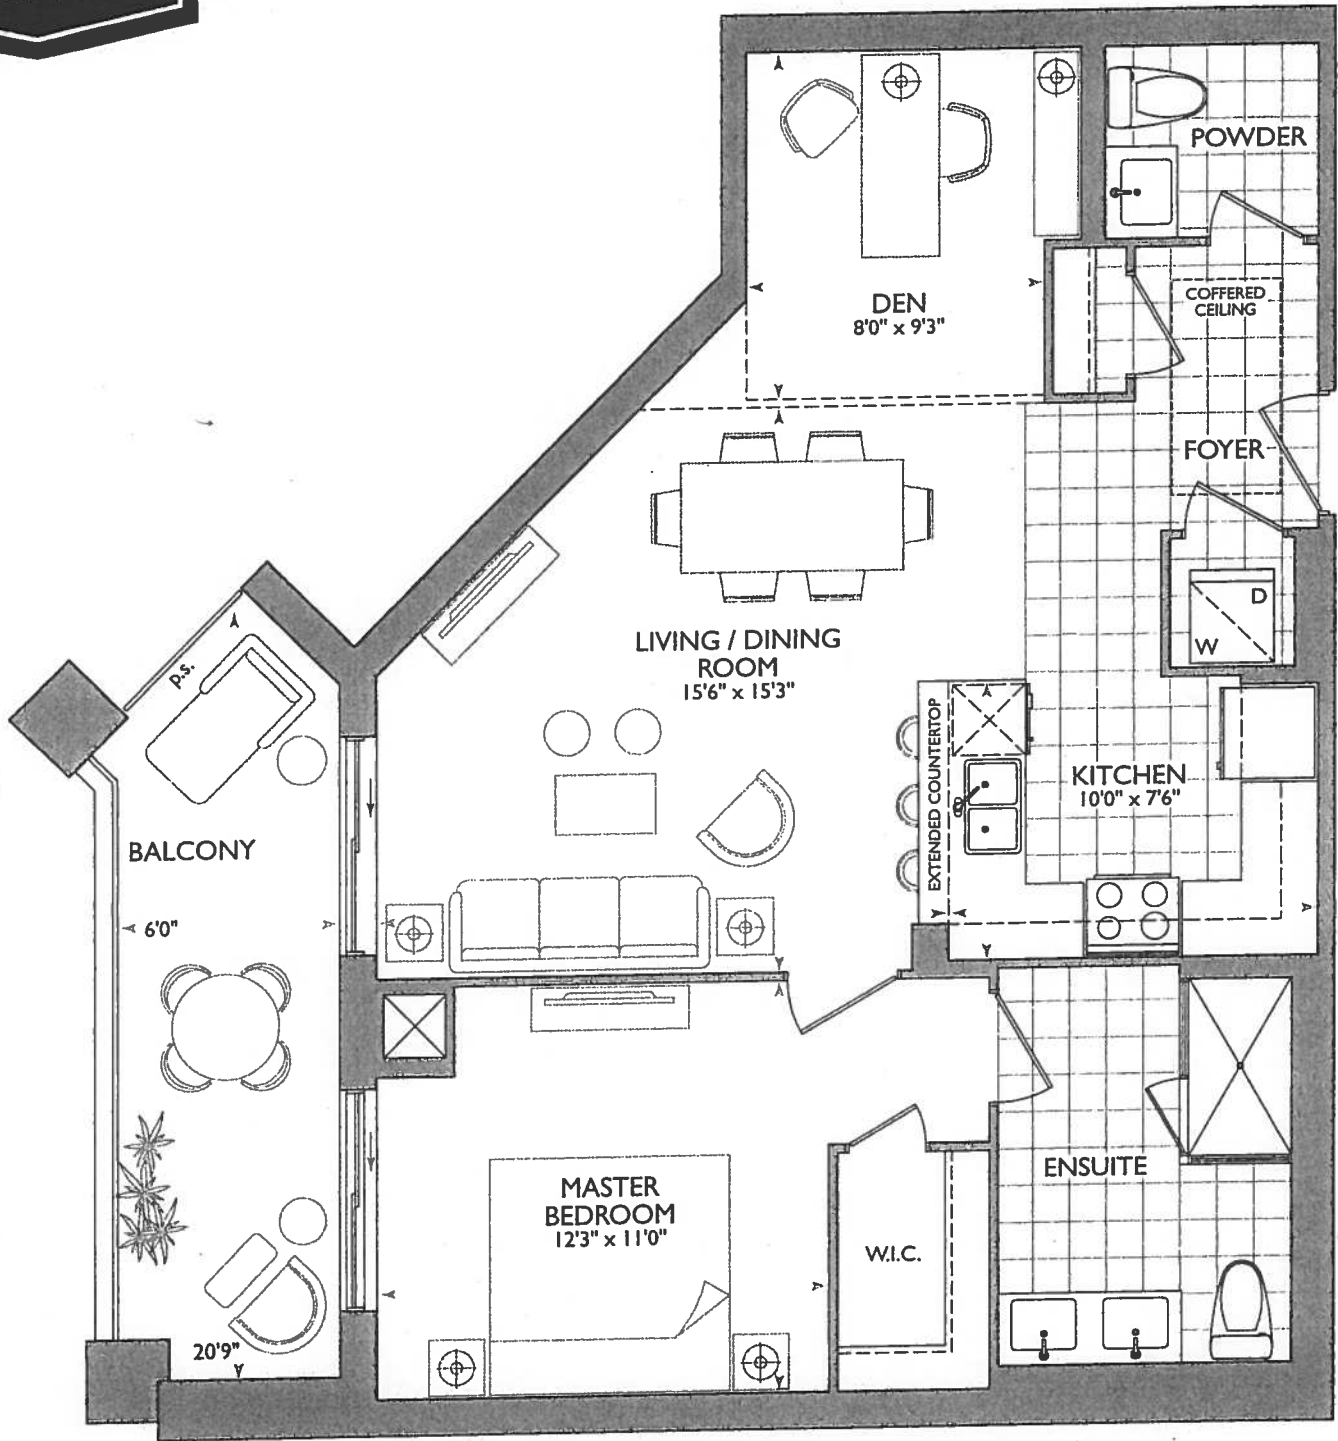 POWDER
COFFERED
CEILING
DEN
8'0" x 9'3"
FOYER
D
W
LIVING / DINING
ROOM
15'6" x 15'3"
p.s.
EXTENDED COUNTERTOP
KITCHEN
10'0" x 7'6"
BALCONY
6'0"
ENSUITE
MASTER
BEDROOM
12'3" x 11'0"
W.I.C.
20'9"